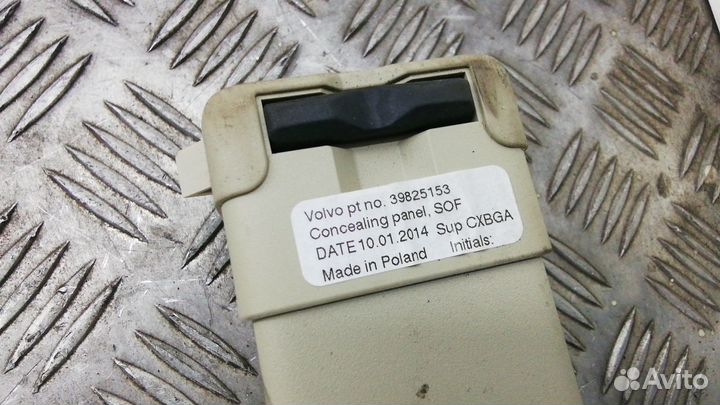 Volvo pt no. 39825153
Concealing panel, SOF
DATE 10.01.2014 Sup CXBGA
Made in Poland Initials:
Avito